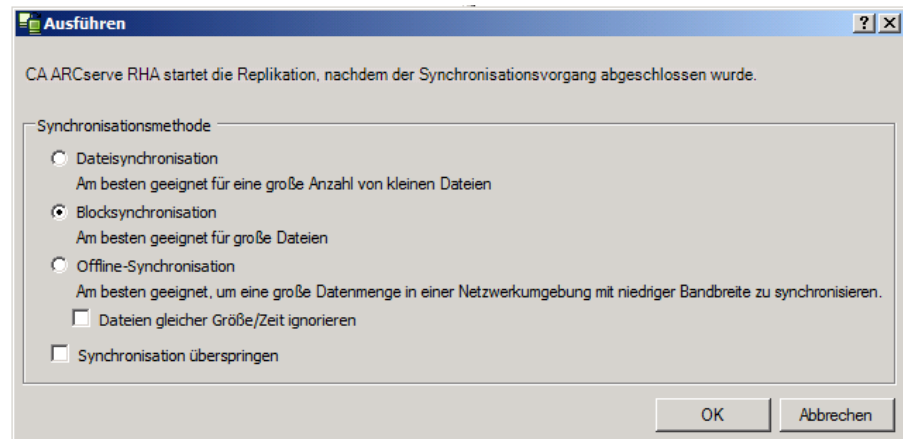 Ausführen
CA ARCserve RHA startet die Replikation, nachdem der Synchronisationsvorgang abgeschlossen wurde.
Synchronisationsmethode
Dateisynchronisation
Am besten geeignet für eine große Anzahl von kleinen Dateien
Blocksynchronisation
Am besten geeignet für große Dateien
Offline-Synchronisation
Am besten geeignet, um eine große Datenmenge in einer Netzwerkumgebung mit niedriger Bandbreite zu synchronisieren.
Dateien gleicher Größe/Zeit ignorieren
Synchronisation überspringen
OK Abbrechen